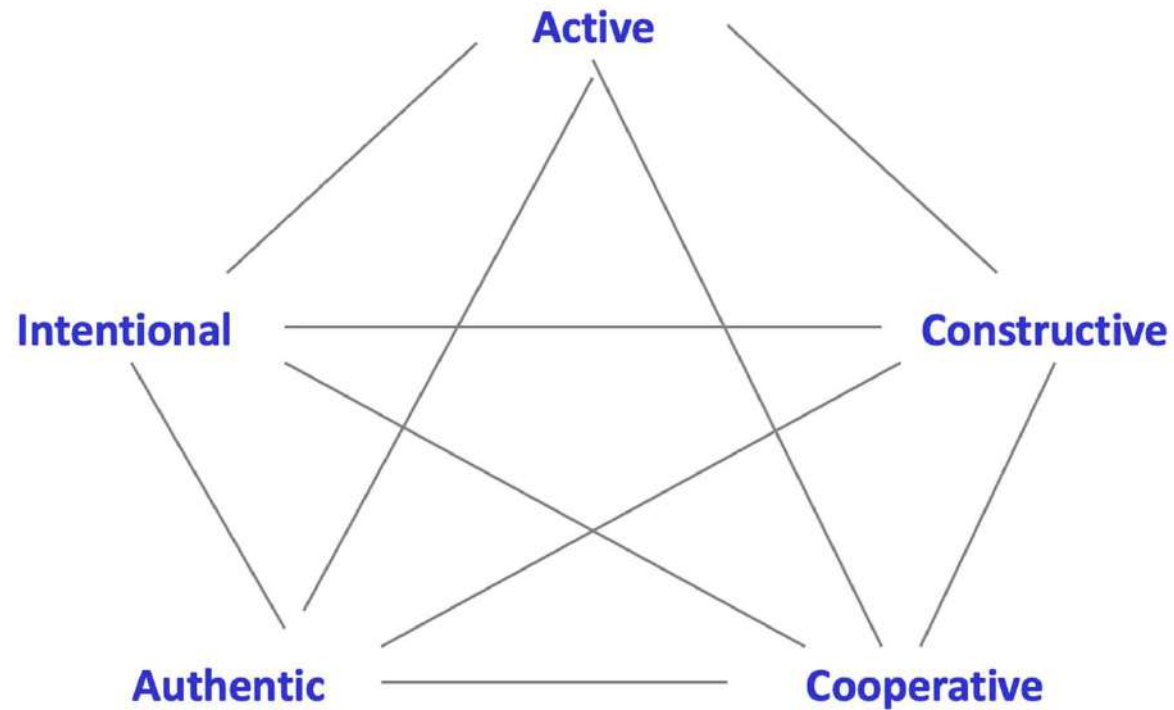 Active
Intentional
Constructive
Authentic
Cooperative